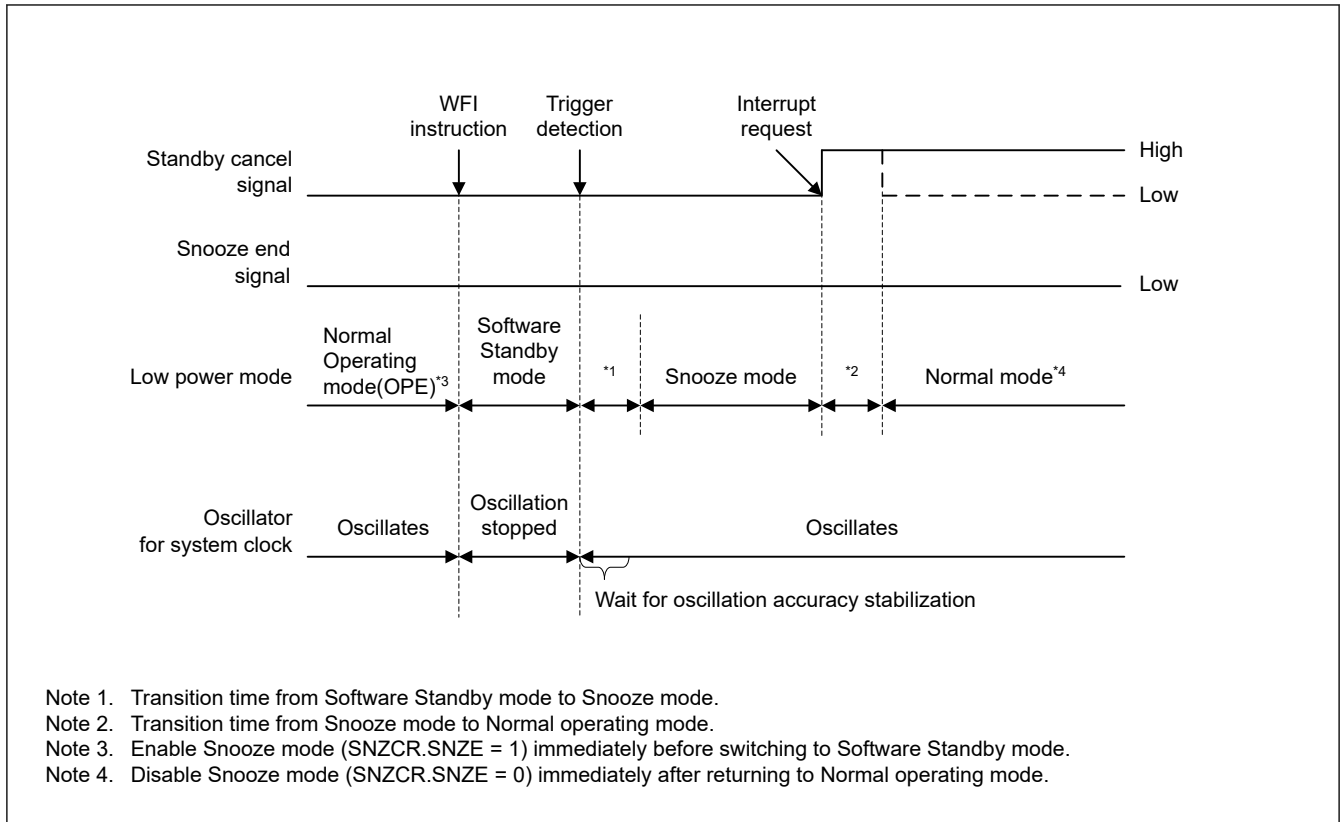 WFI
instruction
Trigger
detection
Interrupt
request
Standby cancel
signal
High
Low
Snooze end
signal
Low
Low power mode
Normal
Operating
mode(OPE)*3
Software
Standby
mode
*1
Snooze mode
*2
Normal mode*4
Oscillator
for system clock
Oscillates
Oscillation
stopped
Oscillates
Wait for oscillation accuracy stabilization
Note 1. Transition time from Software Standby mode to Snooze mode.
Note 2. Transition time from Snooze mode to Normal operating mode.
Note 3. Enable Snooze mode (SNZCR.SNZE = 1) immediately before switching to Software Standby mode.
Note 4. Disable Snooze mode (SNZCR.SNZE = 0) immediately after returning to Normal operating mode.